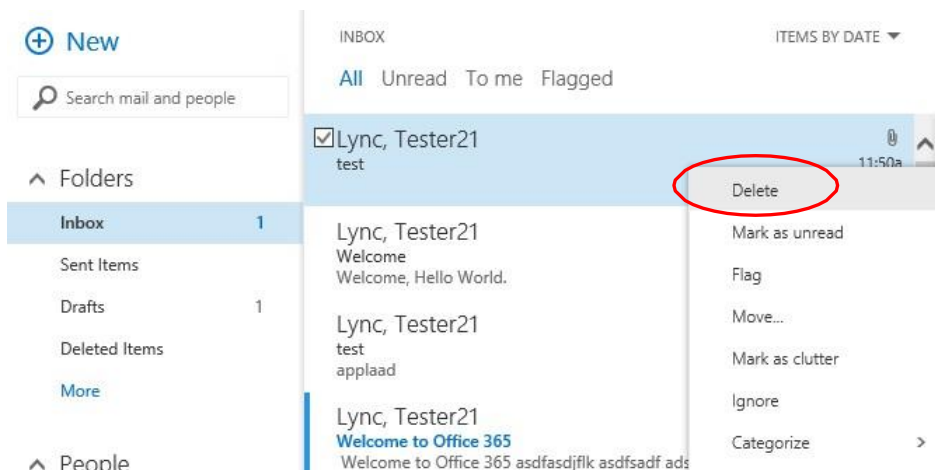 New
Search mail and people
Folders
Inbox 1
Sent Items
Drafts 1
Deleted Items
More
People
INBOX
ITEMS BY DATE
All Unread To me Flagged
Lync, Tester21
test
11:50a
Lync, Tester21
Welcome
Welcome, Hello World.
Lync, Tester21
test
applaad
Lync, Tester21
Welcome to Office 365
Welcome to Office 365 asdfasdjflk asdfsadf ads
Delete
Mark as unread
Flag
Move...
Mark as clutter
Ignore
Categorize